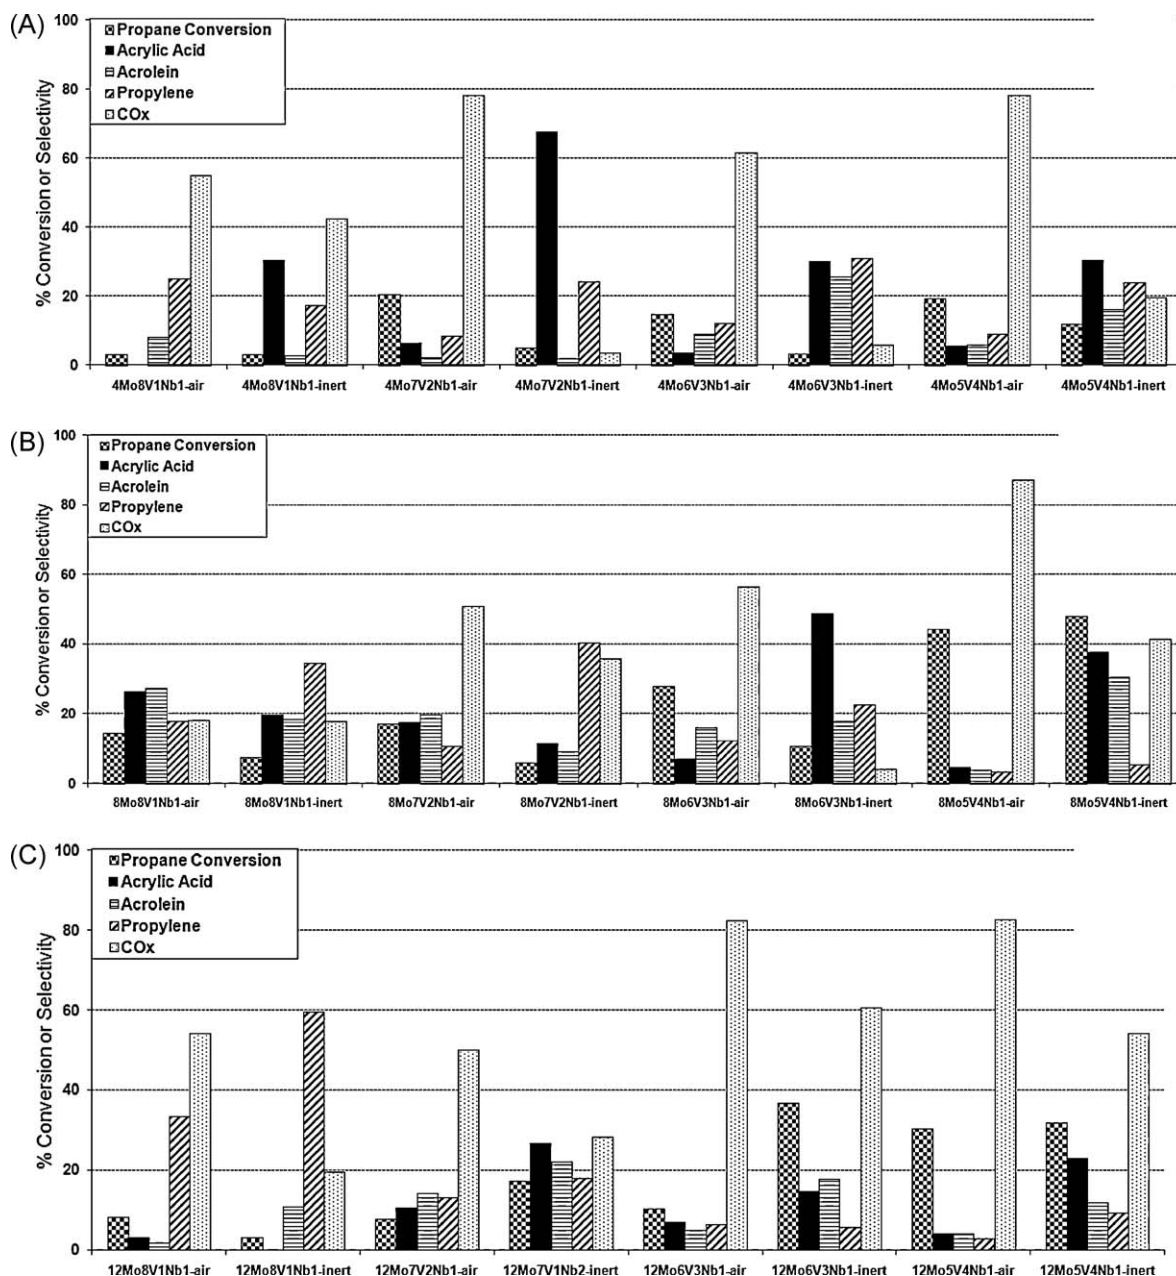 (A)
100
80
60
40
20
0
% Conversion or Selectivity
Propane Conversion
Acrylic Acid
Acrolein
Propylene
COx
4Mo8V1Nb1-air 4Mo8V1Nb1-inert 4Mo7V2Nb1-air 4Mo7V2Nb1-inert 4Mo6V3Nb1-air 4Mo6V3Nb1-inert 4Mo5V4Nb1-air 4Mo5V4Nb1-inert
(B)
100
80
60
40
20
0
% Conversion or Selectivity
Propane Conversion
Acrylic Acid
Acrolein
Propylene
COx
8Mo8V1Nb1-air 8Mo8V1Nb1-inert 8Mo7V2Nb1-air 8Mo7V2Nb1-inert 8Mo6V3Nb1-air 8Mo6V3Nb1-inert 8Mo5V4Nb1-air 8Mo5V4Nb1-inert
(C)
100
80
60
40
20
0
% Conversion or Selectivity
Propane Conversion
Acrylic Acid
Acrolein
Propylene
COx
12Mo8V1Nb1-air 12Mo8V1Nb1-inert 12Mo7V2Nb1-air 12Mo7V1Nb2-inert 12Mo6V3Nb1-air 12Mo6V3Nb1-inert 12Mo5V4Nb1-air 12Mo5V4Nb1-inert